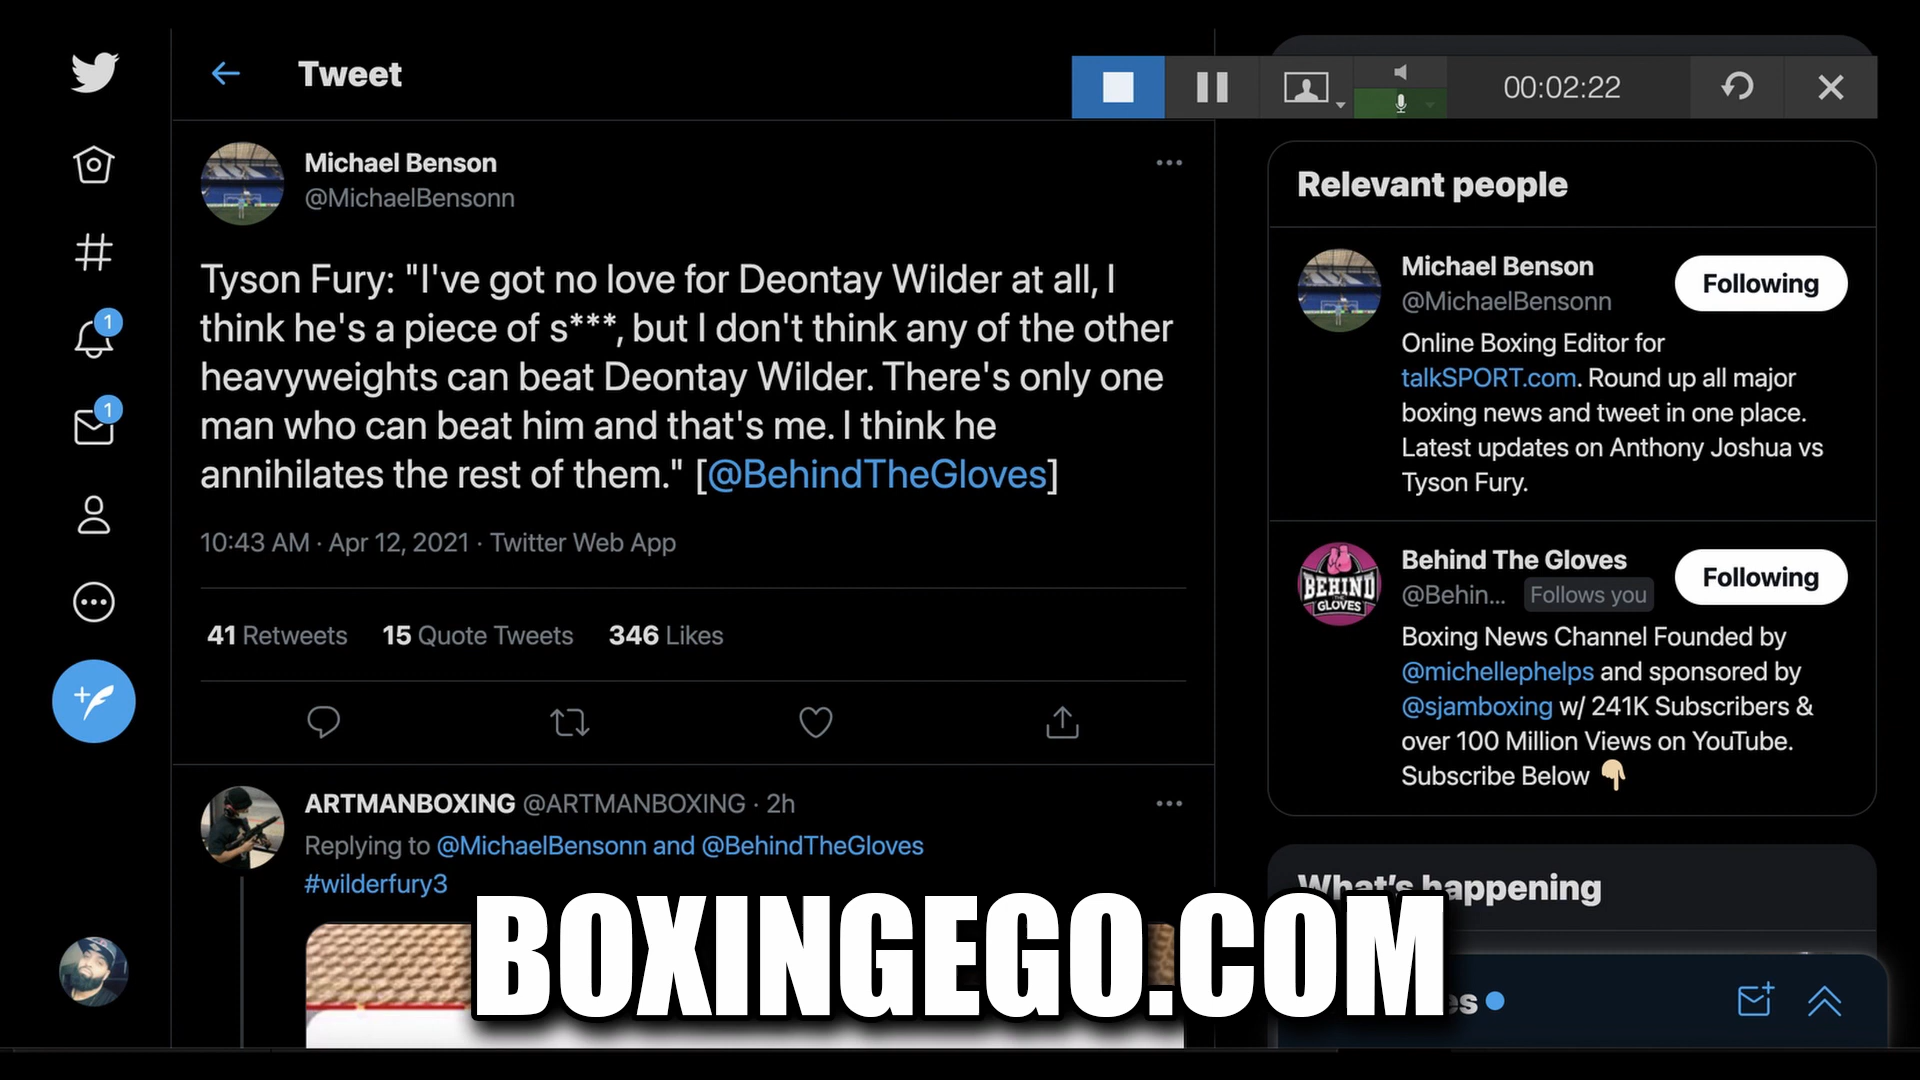 Tweet
00:02:22
Michael Benson
@MichaelBensonn
Tyson Fury: "I've got no love for Deontay Wilder at all, I
think he's a piece of s***, but I don't think any of the other
heavyweights can beat Deontay Wilder. There's only one
man who can beat him and that's me. I think he
annihilates the rest of them." [@BehindTheGloves]
10:43 AM · Apr 12, 2021 · Twitter Web App
41 Retweets 15 Quote Tweets 346 Likes
ARTMANBOXING @ARTMANBOXING · 2h
Replying to @MichaelBensonn and @BehindTheGloves
#wilderfury3
1
1
Relevant people
Michael Benson
@MichaelBensonn
Following
Online Boxing Editor for
talkSPORT.com. Round up all major
boxing news and tweet in one place.
Latest updates on Anthony Joshua vs
Tyson Fury.
BEHIND
THE
GLOVES
Behind The Gloves
@Behin... Follows you
Following
Boxing News Channel Founded by
@michellephelps and sponsored by
@sjamboxing w/ 241K Subscribers &
over 100 Million Views on YouTube.
Subscribe Below
What's happening
BOXINGEGO.COM